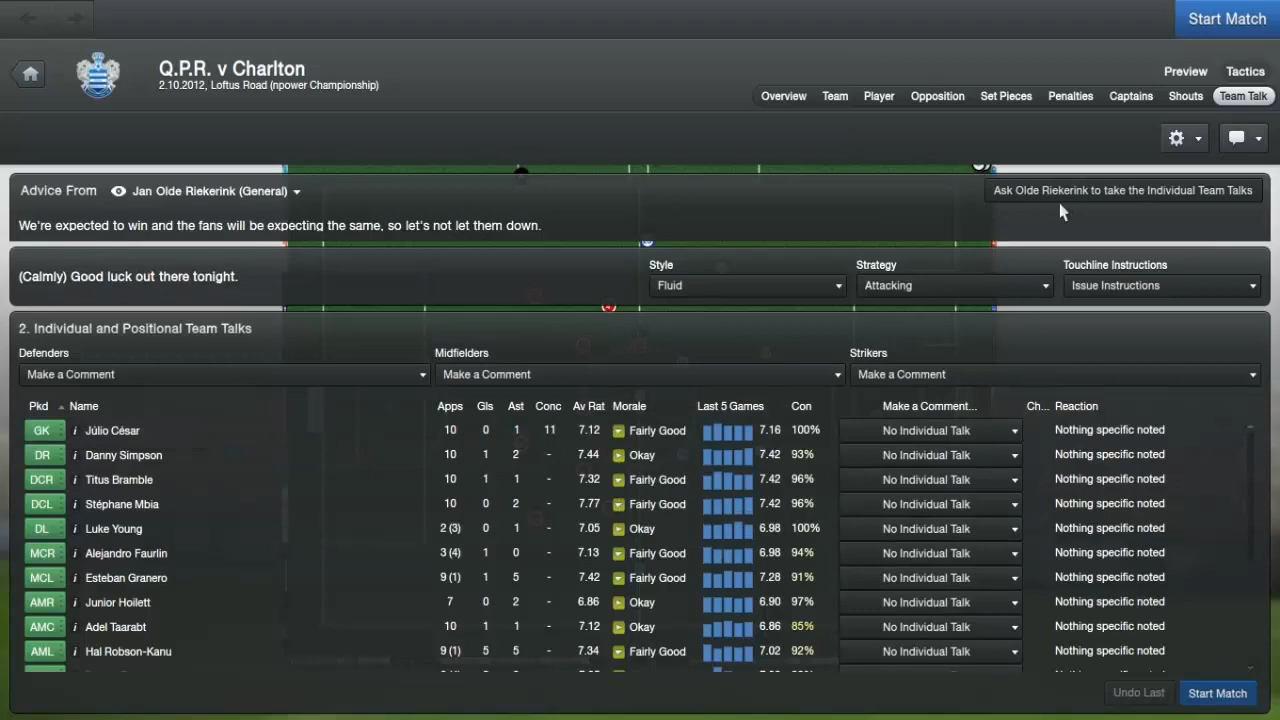 Start Match
Q.P.R. v Charlton
2.10.2012, Loftus Road (npower Championship)
Preview Tactics
Overview Team Player Opposition Set Pieces Penalties Captains Shouts Team Talk
Advice From Jan Olde Riekerink (General) Ask Olde Riekerink to take the Individual Team Talks
We're expected to win and the fans will be expecting the same, so let's not let them down.
Style Strategy Touchline Instructions
(Calmly) Good luck out there tonight. Fluid Attacking Issue Instructions
2. Individual and Positional Team Talks
Defenders Midfielders Strikers
Make a Comment Make a Comment Make a Comment
Pkd Name Apps Gls Ast Conc Av Rat Morale Last 5 Games Con Make a Comment... Ch... Reaction
GK i Júlio César 10 0 1 11 7.12 Fairly Good 7.16 100% No Individual Talk Nothing specific noted
DR i Danny Simpson 10 1 2 - 7.44 Okay 7.42 93% No Individual Talk Nothing specific noted
DCR i Titus Bramble 10 1 1 - 7.32 Fairly Good 7.42 96% No Individual Talk Nothing specific noted
DCL i Stéphane Mbia 10 0 2 - 7.77 Fairly Good 7.42 96% No Individual Talk Nothing specific noted
DL i Luke Young 2 (3) 0 1 - 7.05 Okay 6.98 100% No Individual Talk Nothing specific noted
MCR i Alejandro Faurlin 3 (4) 1 0 - 7.13 Fairly Good 6.98 94% No Individual Talk Nothing specific noted
MCL i Esteban Granero 9 (1) 1 5 - 7.42 Fairly Good 7.28 91% No Individual Talk Nothing specific noted
AMR i Junior Hoilett 7 0 2 - 6.86 Okay 6.90 97% No Individual Talk Nothing specific noted
AMC i Adel Taarabt 10 1 1 - 7.12 Okay 6.86 85% No Individual Talk Nothing specific noted
AML i Hal Robson-Kanu 9 (1) 5 5 - 7.34 Fairly Good 7.02 92% No Individual Talk Nothing specific noted
Undo Last Start Match